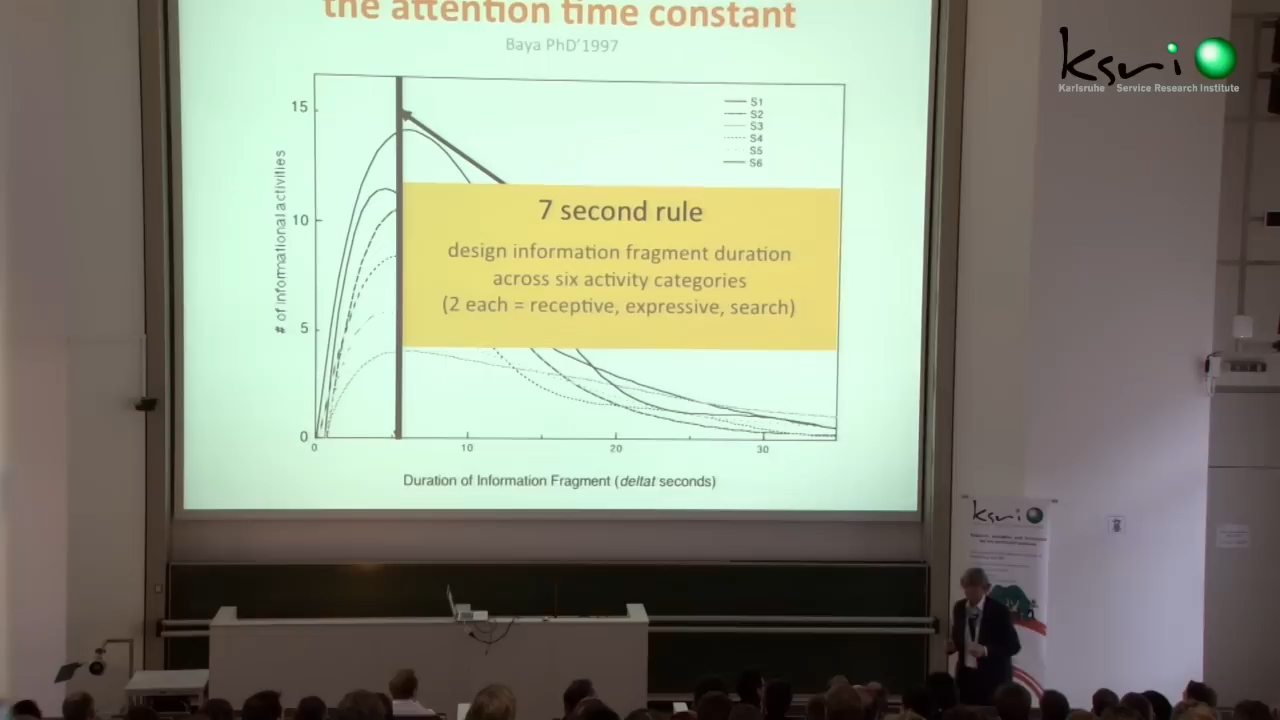 the attention time constant
Baya PhD'1997
ksri
Karlsruhe Service Research Institute
15
10
5
0
# of informational activities
S1
S2
S3
S4
S5
S6
7 second rule
design information fragment duration
across six activity categories
(2 each = receptive, expressive, search)
0
10
20
30
Duration of Information Fragment (deltat seconds)
ksri